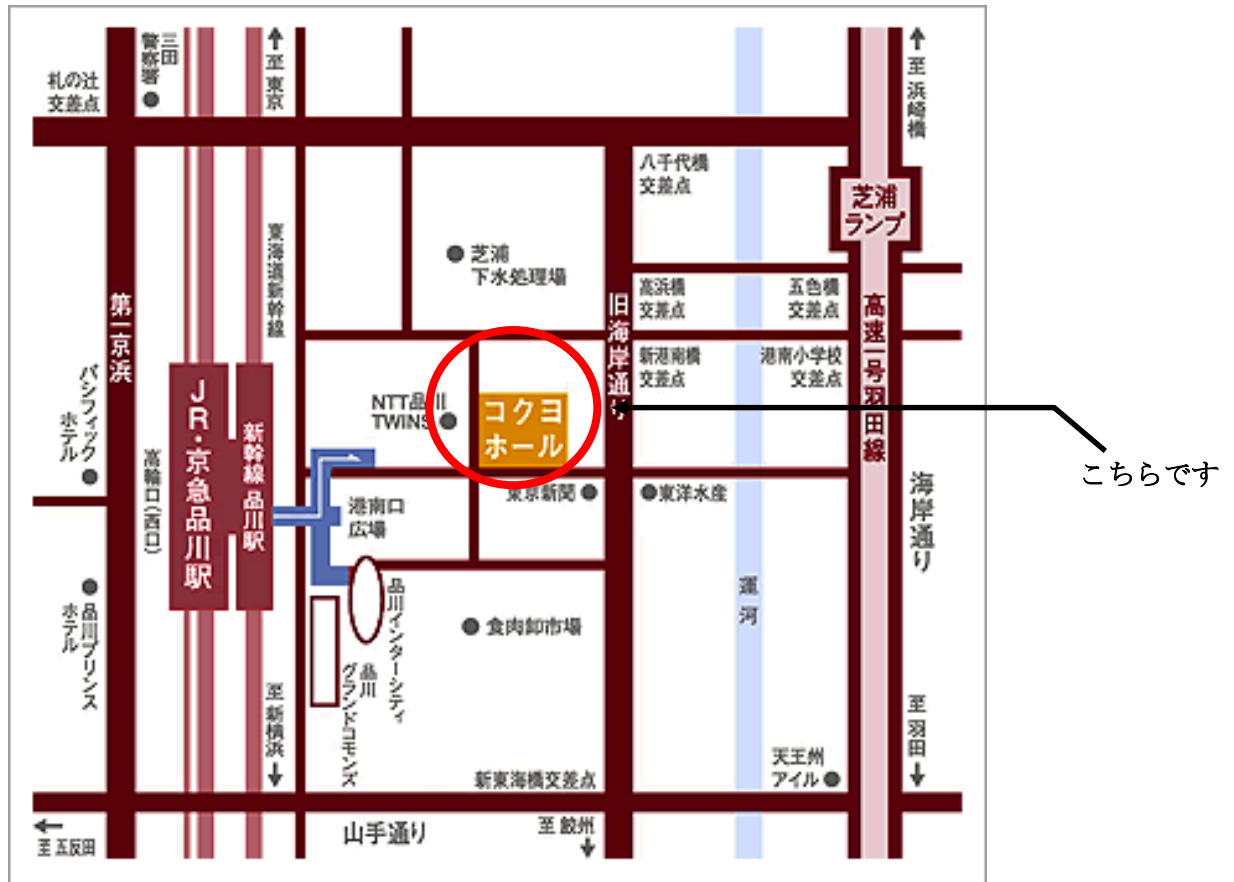 三田
警察署
札の辻
交差点
至東京
至浜崎橋
八千代橋
交差点
芝浦
ランプ
東海道新幹線
芝浦
下水処理場
第一京浜
旧海岸通り
高浜橋
交差点
五色橋
交差点
高速一号羽田線
新港南橋
交差点
港南小学校
交差点
パシフィック
ホテル
JR・京急品川駅
新幹線 品川駅
NTT品川
TWINS
コクヨ
ホール
こちらです
高輪口(西口)
港南口
広場
東京新聞
東洋水産
海岸通り
品川プリンス
ホテル
品川インターシティ
品川
グランドコモンズ
食肉卸市場
運河
至新横浜
至羽田
天王州
アイル
新東海橋交差点
至五反田
山手通り
至鮫州